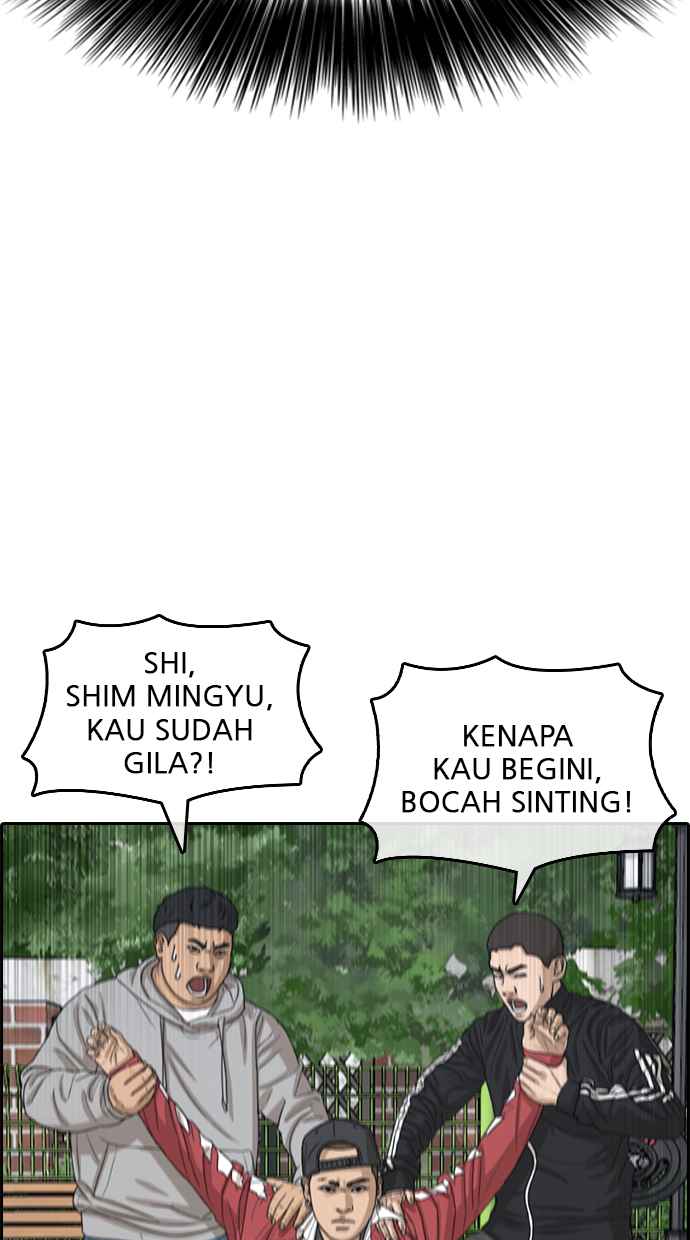 SHI,
SHIM MINGYU,
KAU SUDAH
GILA?!
KENAPA
KAU BEGINI,
BOCAH SINTING!